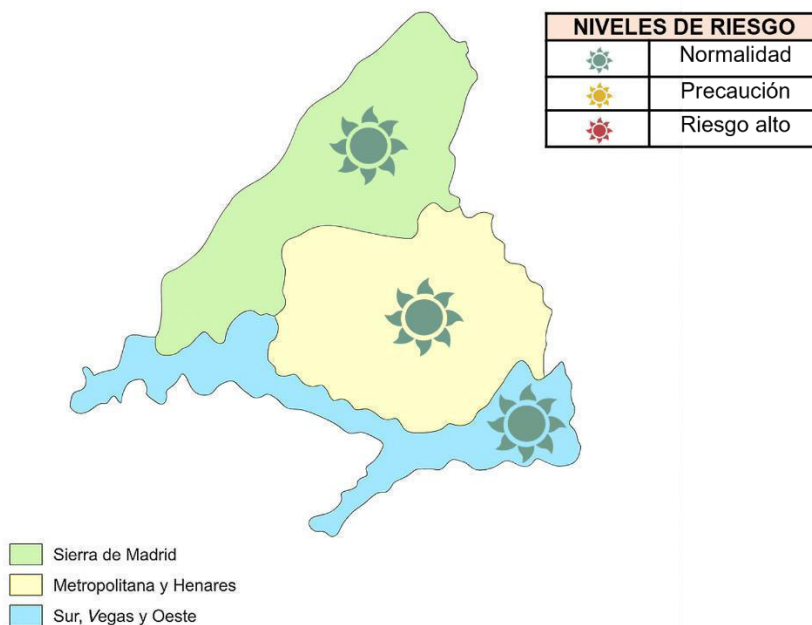 NIVELES DE RIESGO
Normalidad
Precaución
Riesgo alto
Sierra de Madrid
Metropolitana y Henares
Sur, Vegas y Oeste